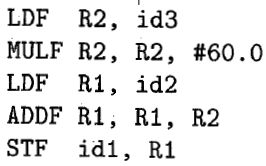 LDF R2, id3
MULF R2, R2, #60.0
LDF R1, id2
ADDF R1, R1, R2
STF id1, R1